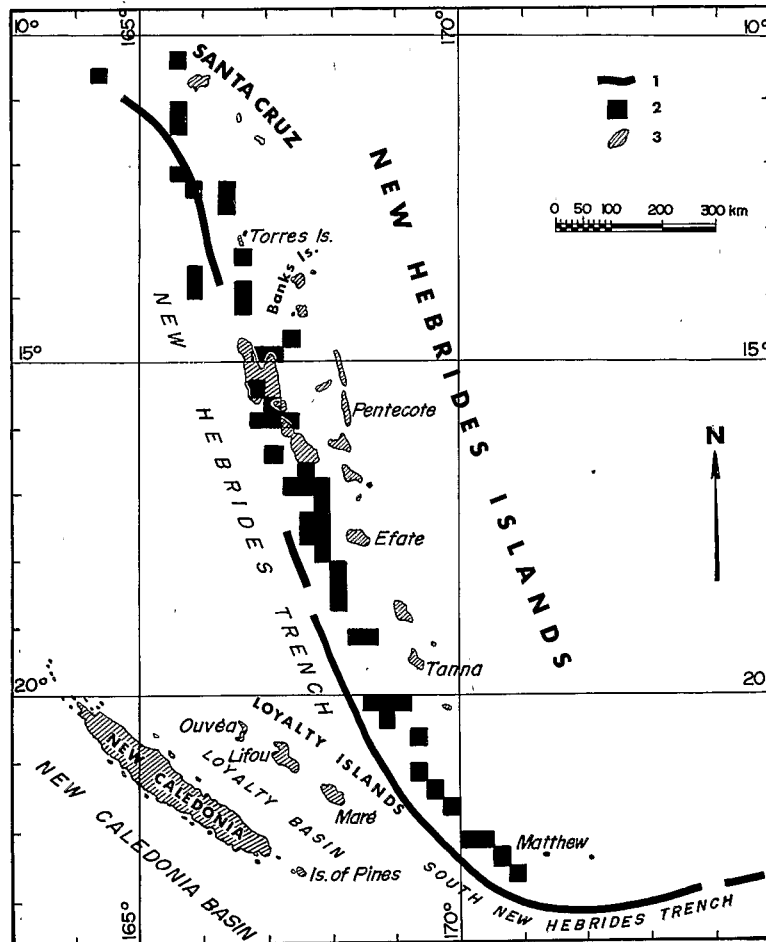 10°
165°
170°
10°
SANTA CRUZ
1
2
3
0 50 100 200 300 km
NEW HEBRIDES ISLANDS
Torres Is.
Banks Is.
15°
15°
Pentecote
N
NEW HEBRIDES TRENCH
Efate
Tanna
20°
20
Ouvéa
LOYALTY ISLANDS
Lifou
NEW CALEDONIA
LOYALTY BASIN
Maré
NEW CALEDONIA BASIN
Is. of Pines
Matthew
SOUTH NEW HEBRIDES TRENCH
165°
170°